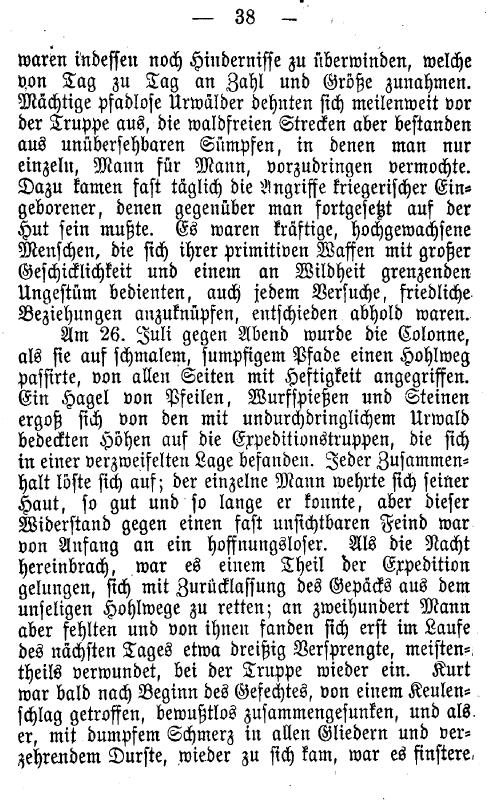 — 38 —
waren indessen noch Hindernisse zu überwinden, welche
von Tag zu Tag an Zahl und Größe zunahmen.
Mächtige pfadlose Urwälder dehnten sich meilenweit vor
der Truppe aus, die waldfreien Strecken aber bestanden
aus unübersehbaren Sümpfen, in denen man nur
einzeln, Mann für Mann, vorzudringen vermochte.
Dazu kamen fast täglich die Angriffe kriegerischer Ein-
geborener, denen gegenüber man fortgesetzt auf der
Hut sein mußte. Es waren kräftige, hochgewachsene
Menschen, die sich ihrer primitiven Waffen mit großer
Geschicklichkeit und einem an Wildheit grenzenden
Ungestüm bedienten, auch jedem Versuche, friedliche
Beziehungen anzuknüpfen, entschieden abhold waren.
Am 26. Juli gegen Abend wurde die Colonne,
als sie auf schmalem, sumpfigem Pfade einen Hohlweg
passirte, von allen Seiten mit Heftigkeit angegriffen.
Ein Hagel von Pfeilen, Wurfspießen und Steinen
ergoß sich von den mit undurchdringlichem Urwald
bedeckten Höhen auf die Expeditionstruppen, die sich
in einer verzweifelten Lage befanden. Jeder Zusammen-
halt löste sich auf; der einzelne Mann wehrte sich seiner
Haut, so gut und so lange er konnte, aber dieser
Widerstand gegen einen fast unsichtbaren Feind war
von Anfang an ein hoffnungsloser. Als die Nacht
hereinbrach, war es einem Theil der Expedition
gelungen, sich mit Zurücklassung des Gepäcks aus dem
unseligen Hohlwege zu retten; an zweihundert Mann
aber fehlten und von ihnen fanden sich erst im Laufe
des nächsten Tages etwa dreißig Versprengte, meisten-
theils verwundet, bei der Truppe wieder ein. Kurt
war bald nach Beginn des Gefechtes, von einem Keulen-
schlag getroffen, bewußtlos zusammengesunken, und als
er, mit dumpfem Schmerz in allen Gliedern und ver-
zehrendem Durste, wieder zu sich kam, war es finstere